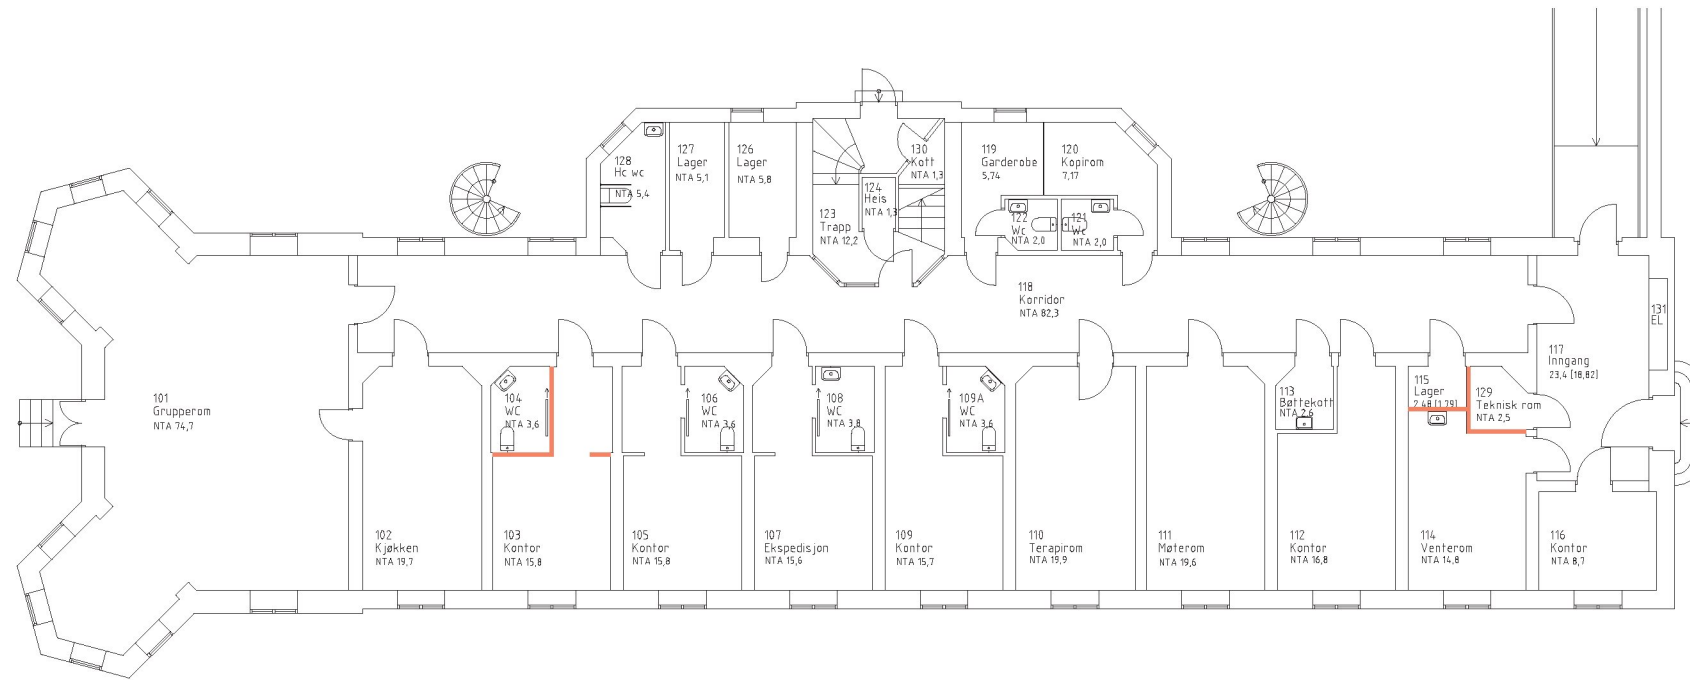 128
Hc wc
NTA 5,4
127
Lager
NTA 5,1
126
Lager
NTA 5,8
123
Trapp
NTA 12,2
124
Heis
NTA 1,3
130
Kott
NTA 1,3
119
Garderobe
5,74
120
Kopirom
7,17
122
Wc
NTA 2,0
121
Wc
NTA 2,0
118
Korridor
NTA 82,3
131
EL
117
Inngang
23,4 [18,82]
101
Grupperom
NTA 74,7
104
WC
NTA 3,6
106
WC
NTA 3,6
108
WC
NTA 3,8
109A
WC
NTA 3,6
113
Bøttekott
NTA 2,6
115
Lager
2,48 [1,79]
129
Teknisk rom
NTA 2,5
102
Kjøkken
NTA 19,7
103
Kontor
NTA 15,8
105
Kontor
NTA 15,8
107
Ekspedisjon
NTA 15,6
109
Kontor
NTA 15,7
110
Terapirom
NTA 19,9
111
Møterom
NTA 19,6
112
Kontor
NTA 16,8
114
Venterom
NTA 14,8
116
Kontor
NTA 8,7